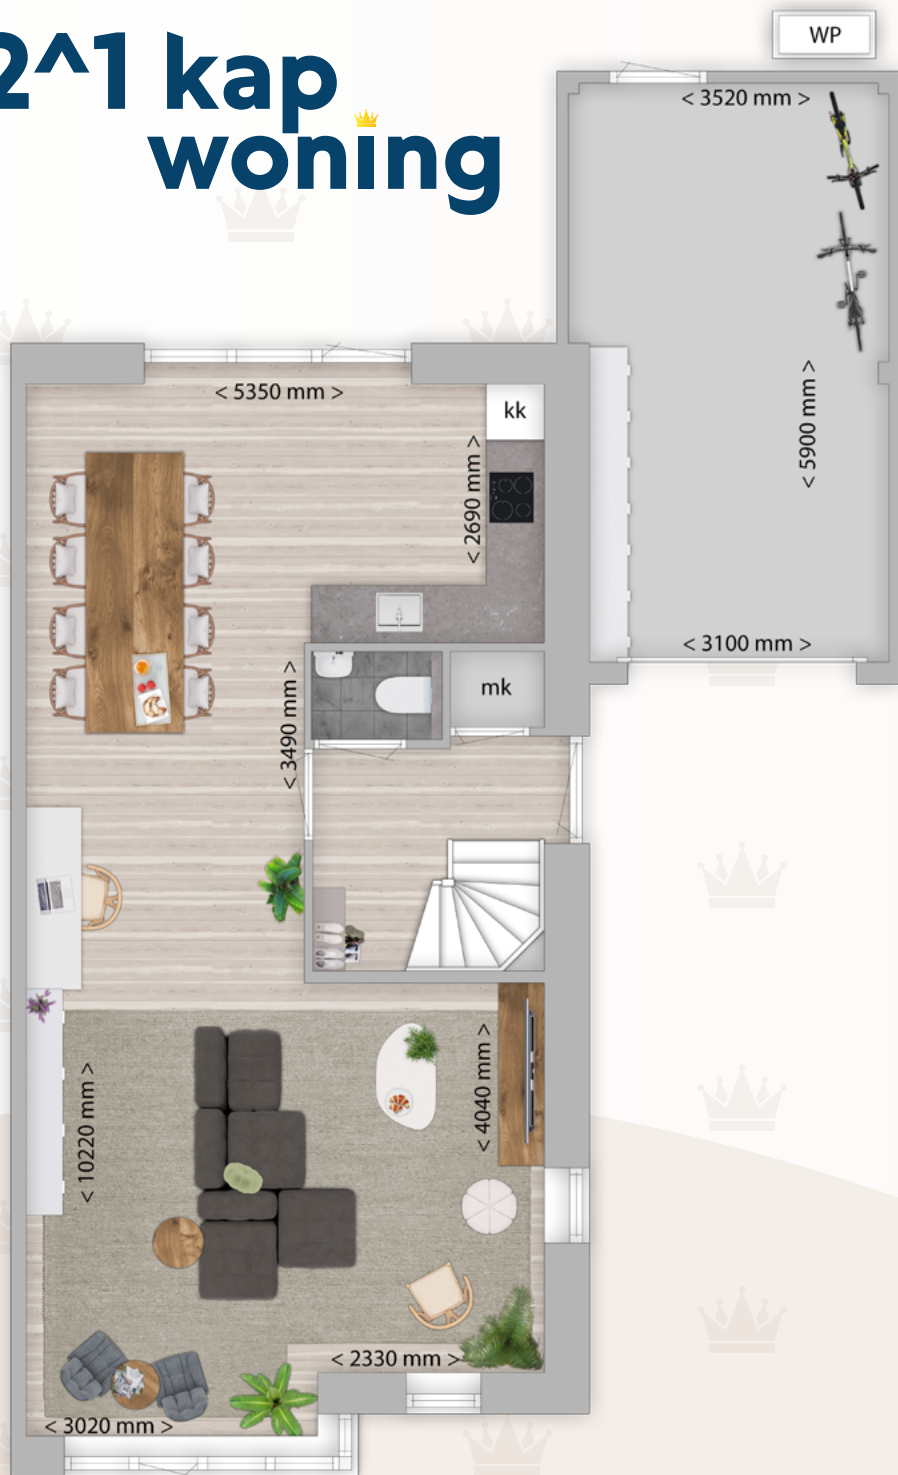 2^1 kap
woning
WP
< 3520 mm >
< 5350 mm >
kk
< 2690 mm >
< 5900 mm >
< 3100 mm >
mk
< 3490 mm >
< 10220 mm >
< 4040 mm >
< 2330 mm >
< 3020 mm >